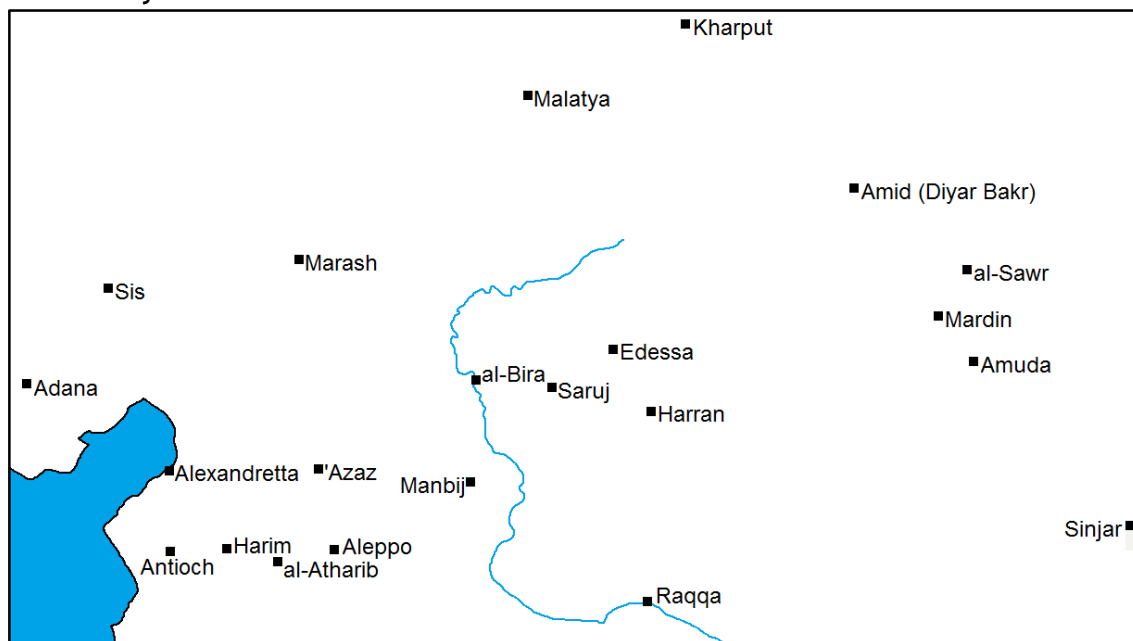 Kharput
Malatya
Amid (Diyar Bakr)
Marash
al-Sawr
Sis
Mardin
Edessa
Amuda
al-Bira
Adana
Saruj
Harran
Alexandretta
'Azaz
Manbij
Sinjar
Harim
Aleppo
Antioch
al-Atharib
Raqqa